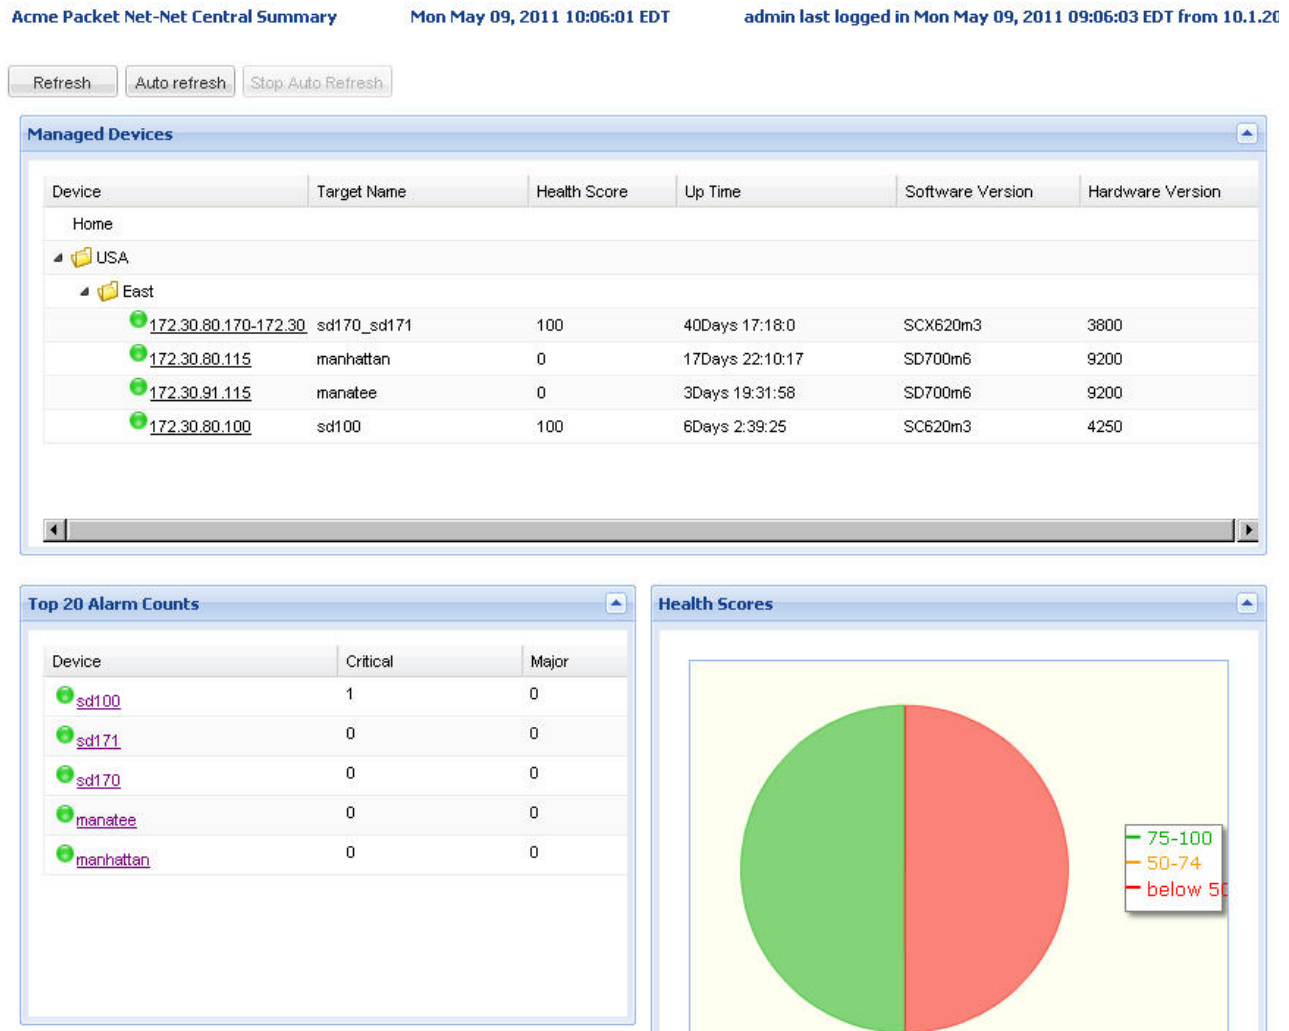 Acme Packet Net-Net Central Summary Mon May 09, 2011 10:06:01 EDT admin last logged in Mon May 09, 2011 09:06:03 EDT from 10.1.20
Refresh Auto refresh Stop Auto Refresh
Managed Devices
Device Target Name Health Score Up Time Software Version Hardware Version
Home
USA
East
172.30.80.170-172.30 sd170_sd171 100 40Days 17:18:0 SCX620m3 3800
172.30.80.115 manhattan 0 17Days 22:10:17 SD700m6 9200
172.30.91.115 manatee 0 3Days 19:31:58 SD700m6 9200
172.30.80.100 sd100 100 6Days 2:39:25 SC620m3 4250
Top 20 Alarm Counts
Device Critical Major
sd100 1 0
sd171 0 0
sd170 0 0
manatee 0 0
manhattan 0 0
Health Scores
75-100
50-74
below 50